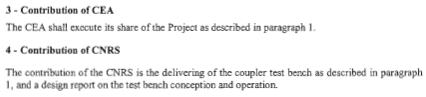 3 - Contribution of CEA
The CEA shall execute its share of the Project as described in paragraph 1.
4 - Contribution of CNRS
The contribution of the CNRS is the delivering of the coupler test bench as described in paragraph
1, and a design report on the test bench conception and operation.